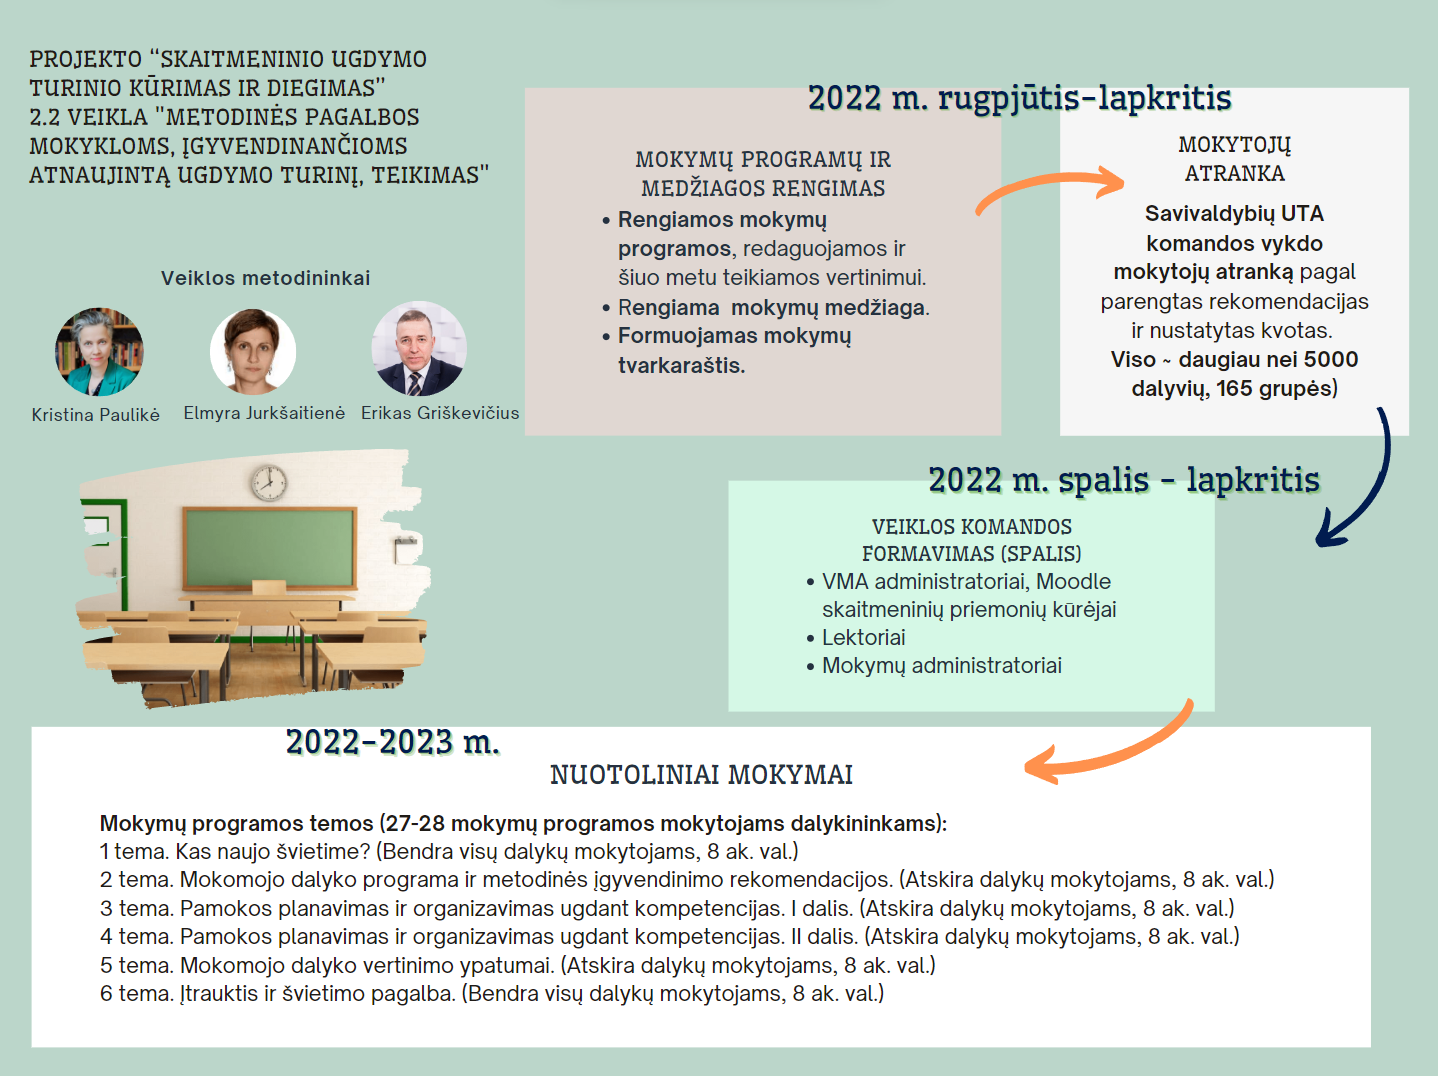 PROJEKTO “SKAITMENINIO UGDYMO
TURINIO KŪRIMAS IR DIEGIMAS”
2.2 VEIKLA "METODINĖS PAGALBOS
MOKYKLOMS, ĮGYVENDINANČIOMS
ATNAUJINTĄ UGDYMO TURINĮ, TEIKIMAS"
Veiklos metodininkai
Kristina Paulikė
Elmyra Jurkšaitienė
Erikas Griškevičius
2022 m. rugpjūtis-lapkritis
MOKYMŲ PROGRAMŲ IR
MEDŽIAGOS RENGIMAS
• Rengiamos mokymų
programos, redaguojamos ir
šiuo metu teikiamos vertinimui.
• Rengiama  mokymų medžiaga.
• Formuojamas mokymų
tvarkaraštis.
MOKYTOJŲ
ATRANKA
Savivaldybių UTA
komandos vykdo
mokytojų atranką pagal
parengtas rekomendacijas
ir nustatytas kvotas.
Viso ~ daugiau nei 5000
dalyvių, 165 grupės)
2022 m. spalis - lapkritis
VEIKLOS KOMANDOS
FORMAVIMAS (SPALIS)
• VMA administratoriai, Moodle
skaitmeninių priemonių kūrėjai
• Lektoriai
• Mokymų administratoriai
2022-2023 m.
NUOTOLINIAI MOKYMAI
Mokymų programos temos (27-28 mokymų programos mokytojams dalykininkams):
1 tema. Kas naujo švietime? (Bendra visų dalykų mokytojams, 8 ak. val.)
2 tema. Mokomojo dalyko programa ir metodinės įgyvendinimo rekomendacijos. (Atskira dalykų mokytojams, 8 ak. val.)
3 tema. Pamokos planavimas ir organizavimas ugdant kompetencijas. I dalis. (Atskira dalykų mokytojams, 8 ak. val.)
4 tema. Pamokos planavimas ir organizavimas ugdant kompetencijas. II dalis. (Atskira dalykų mokytojams, 8 ak. val.)
5 tema. Mokomojo dalyko vertinimo ypatumai. (Atskira dalykų mokytojams, 8 ak. val.)
6 tema. Įtrauktis ir švietimo pagalba. (Bendra visų dalykų mokytojams, 8 ak. val.)